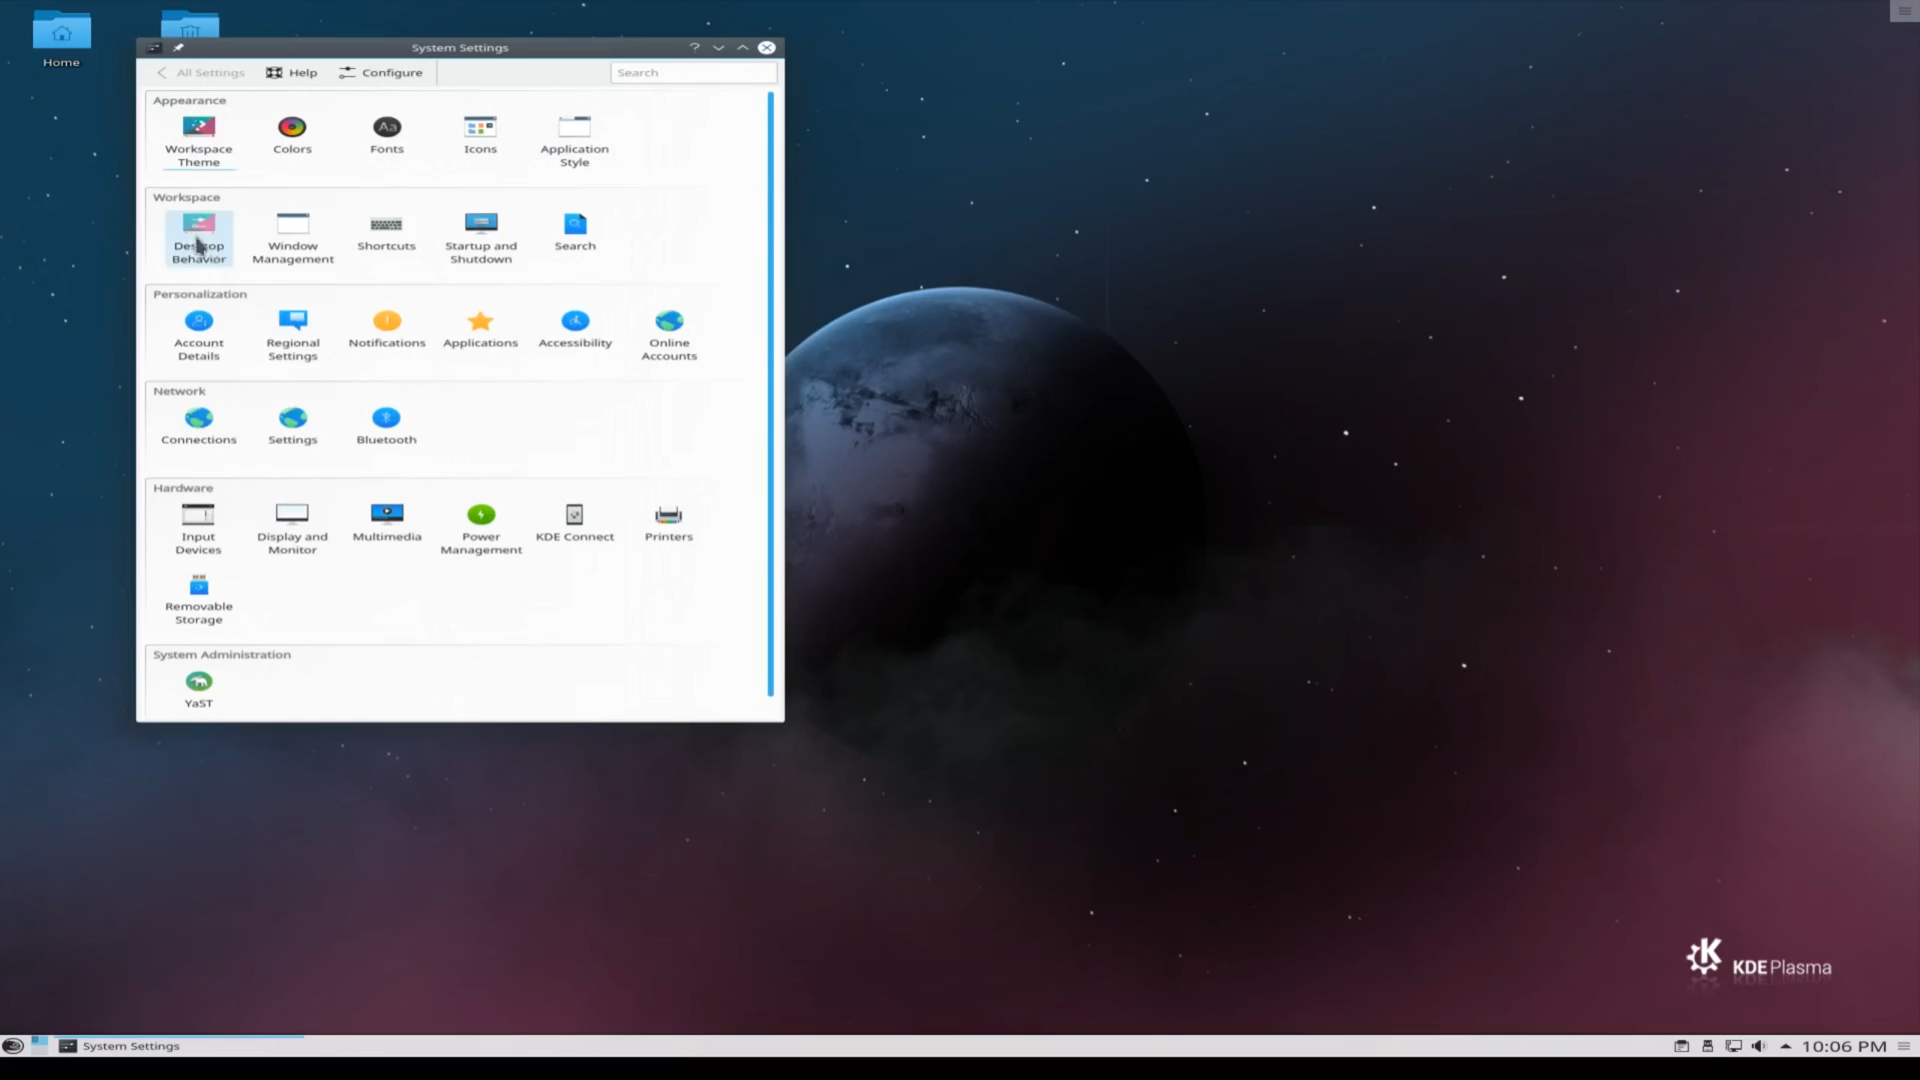 Home
System Settings
All Settings
Help
Configure
Search
Appearance
Workspace
Theme
Colors
Fonts
Icons
Application
Style
Workspace
Desktop
Behavior
Window
Management
Shortcuts
Startup and
Shutdown
Search
Personalization
Account
Details
Regional
Settings
Notifications
Applications
Accessibility
Online
Accounts
Network
Connections
Settings
Bluetooth
Hardware
Input
Devices
Display and
Monitor
Multimedia
Power
Management
KDE Connect
Printers
Removable
Storage
System Administration
YaST
KDE Plasma
System Settings
10:06 PM